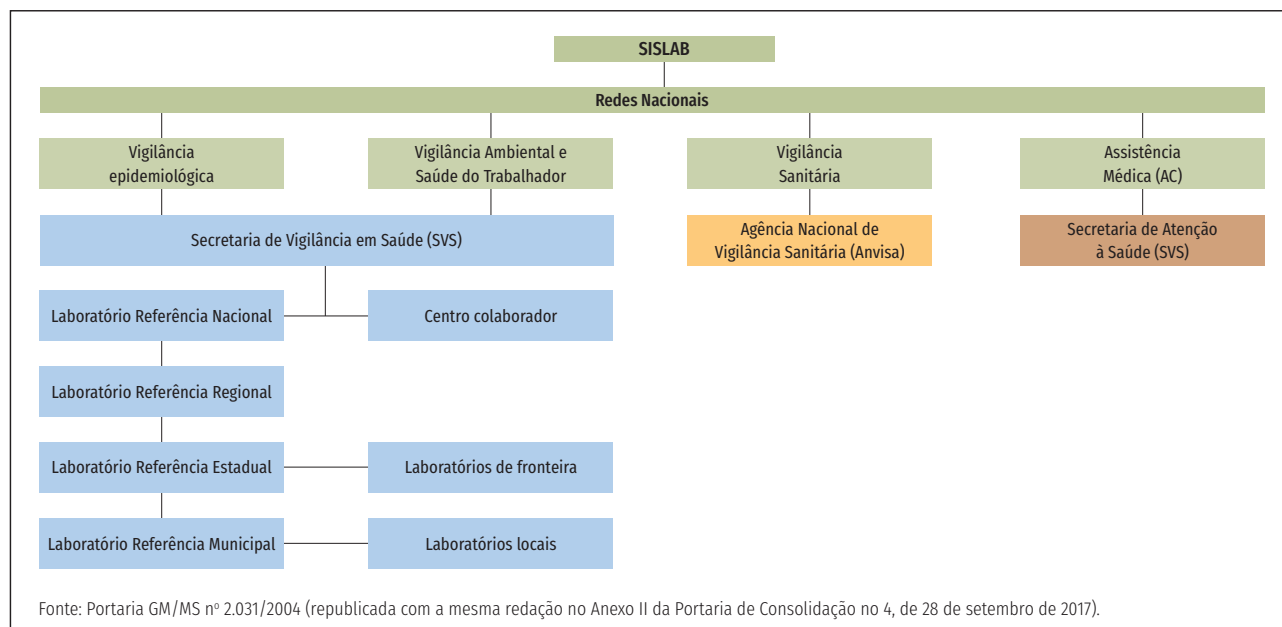 SISLAB
Redes Nacionais
Vigilância
epidemiológica
Vigilância Ambiental e
Saúde do Trabalhador
Vigilância
Sanitária
Assistência
Médica (AC)
Secretaria de Vigilância em Saúde (SVS)
Agência Nacional de
Vigilância Sanitária (Anvisa)
Secretaria de Atenção
à Saúde (SVS)
Laboratório Referência Nacional
Centro colaborador
Laboratório Referência Regional
Laboratório Referência Estadual
Laboratórios de fronteira
Laboratório Referência Municipal
Laboratórios locais
Fonte: Portaria GM/MS nº 2.031/2004 (republicada com a mesma redação no Anexo II da Portaria de Consolidação no 4, de 28 de setembro de 2017).